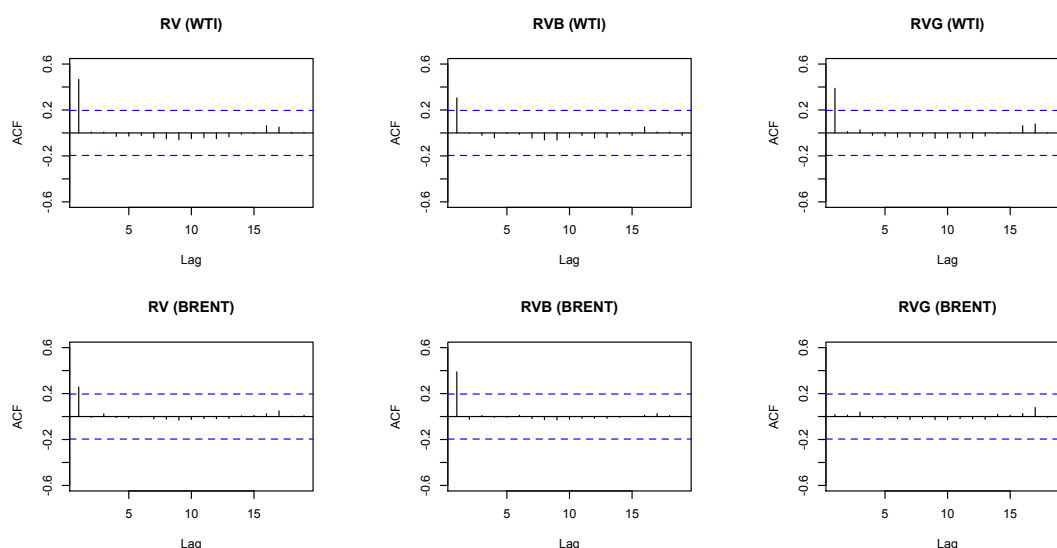 RV (WTI)
RVB (WTI)
RVG (WTI)
ACF
0.6
0.2
-0.2
-0.6
5
10
15
Lag
ACF
0.6
0.2
-0.2
-0.6
5
10
15
Lag
ACF
0.6
0.2
-0.2
-0.6
5
10
15
Lag
RV (BRENT)
RVB (BRENT)
RVG (BRENT)
ACF
0.6
0.2
-0.2
-0.6
5
10
15
Lag
ACF
0.6
0.2
-0.2
-0.6
5
10
15
Lag
ACF
0.6
0.2
-0.2
-0.6
5
10
15
Lag